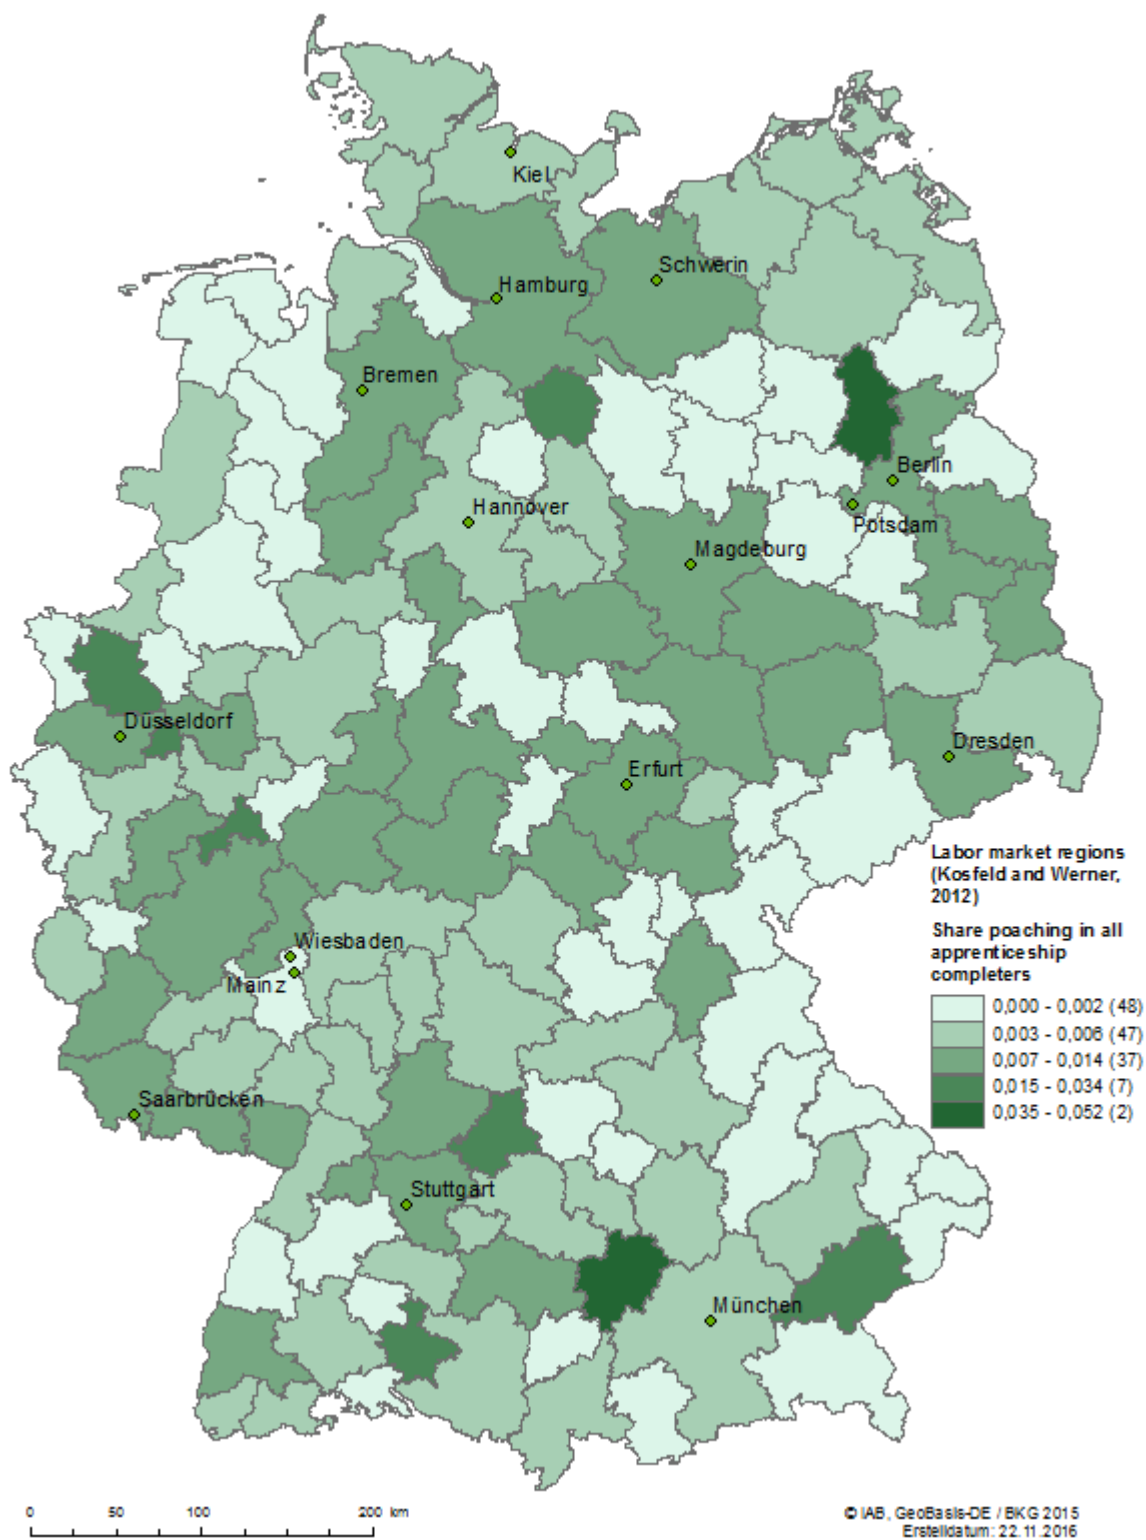 Kiel
Schwerin
Hamburg
Bremen
Berlin
Hannover
Potsdam
Magdeburg
Düsseldorf
Dresden
Erfurt
Labor market regions
(Kosfeld and Werner,
2012)
Share poaching in all
apprenticeship
completers
0,000 - 0,002 (48)
0,003 - 0,006 (47)
0,007 - 0,014 (37)
0,015 - 0,034 (7)
0,035 - 0,052 (2)
Wiesbaden
Mainz
Saarbrücken
Stuttgart
München
0 50 100 200 km
© IAB, GeoBasis-DE / BKG 2015
Erstelldatum: 22.11.2016